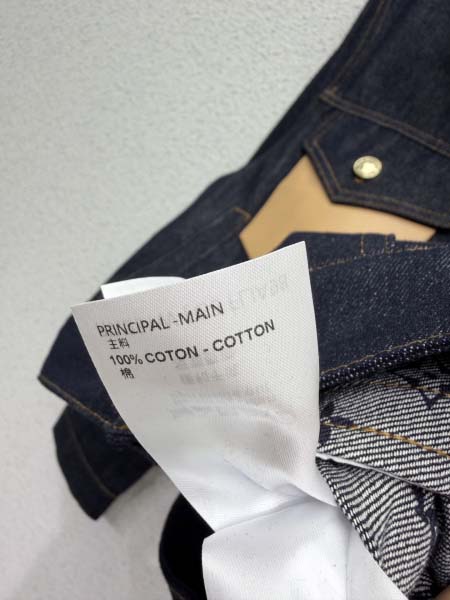 PRINCIPAL -MAIN
主料
100% COTON - COTTON
棉